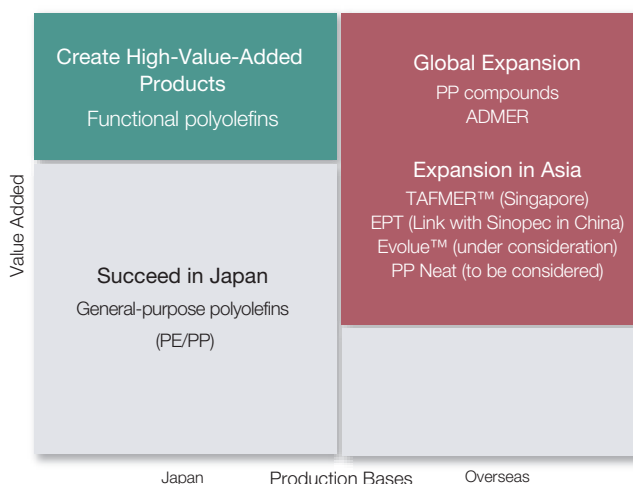 Create High-Value-Added
Products
Functional polyolefins
Global Expansion
PP compounds
ADMER
Expansion in Asia
TAFMER™ (Singapore)
EPT (Link with Sinopec in China)
Evolue™ (under consideration)
PP Neat (to be considered)
Value Added
Succeed in Japan
General-purpose polyolefins
(PE/PP)
Japan
Production Bases
Overseas